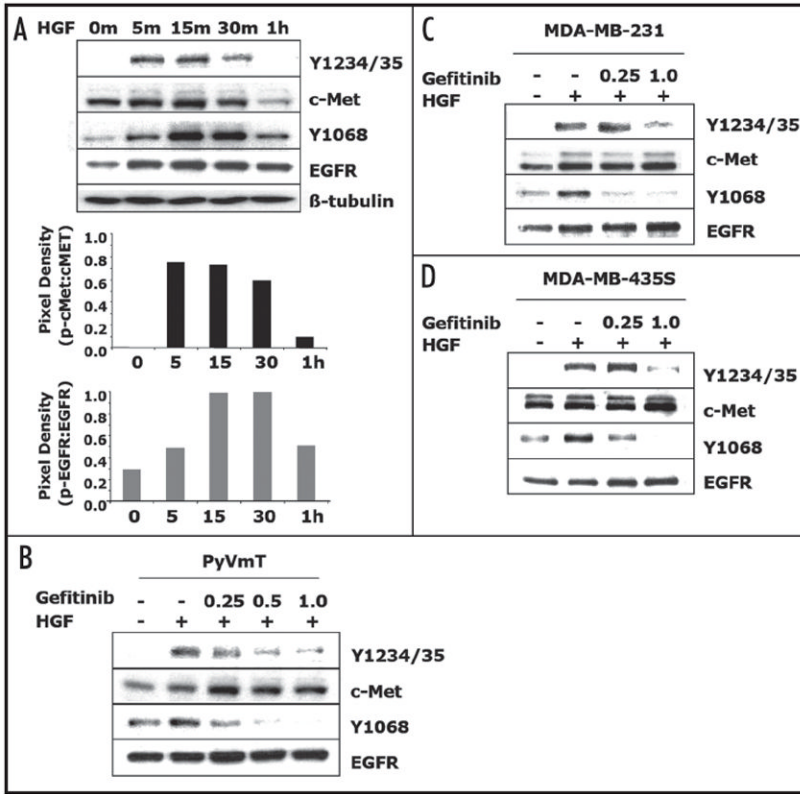 A
HGF 0m 5m 15m 30m 1h
Y1234/35
c-Met
Y1068
EGFR
ß-tubulin
Pixel Density
(p-cMet:cMET)
1.0
0.8
0.6
0.4
0.2
0.0
0 5 15 30 1h
Pixel Density
(p-EGFR:EGFR)
1.0
0.8
0.6
0.4
0.2
0.0
0 5 15 30 1h
B
PyVmT
Gefitinib - - 0.25 0.5 1.0
HGF - + + + +
Y1234/35
c-Met
Y1068
EGFR
C
MDA-MB-231
Gefitinib - - 0.25 1.0
HGF - + + +
Y1234/35
c-Met
Y1068
EGFR
D
MDA-MB-435S
Gefitinib - - 0.25 1.0
HGF - + + +
Y1234/35
c-Met
Y1068
EGFR